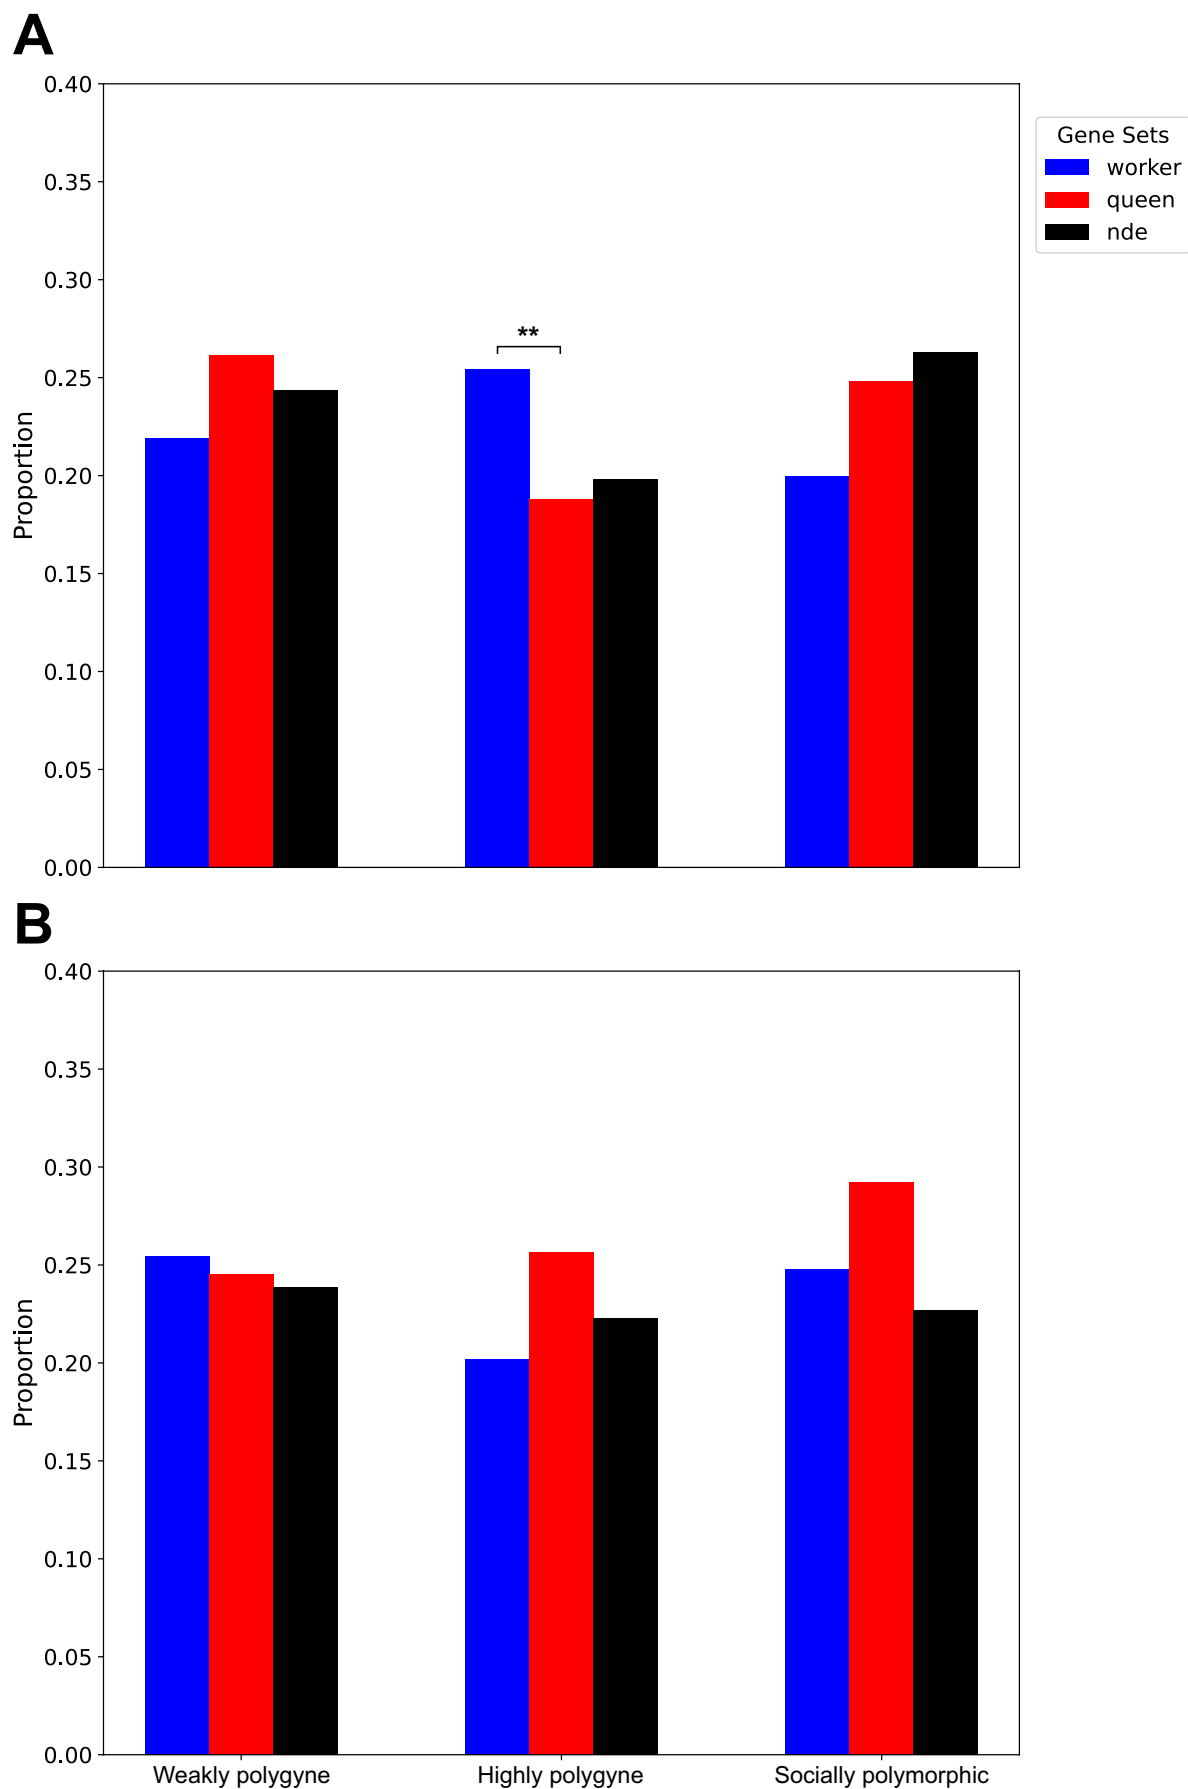 A
0.40
0.35
0.30
0.25
0.20
0.15
0.10
0.05
0.00
Proportion
**
Gene Sets
worker
queen
nde
B
0.40
0.35
0.30
0.25
0.20
0.15
0.10
0.05
0.00
Proportion
Weakly polygyne Highly polygyne Socially polymorphic